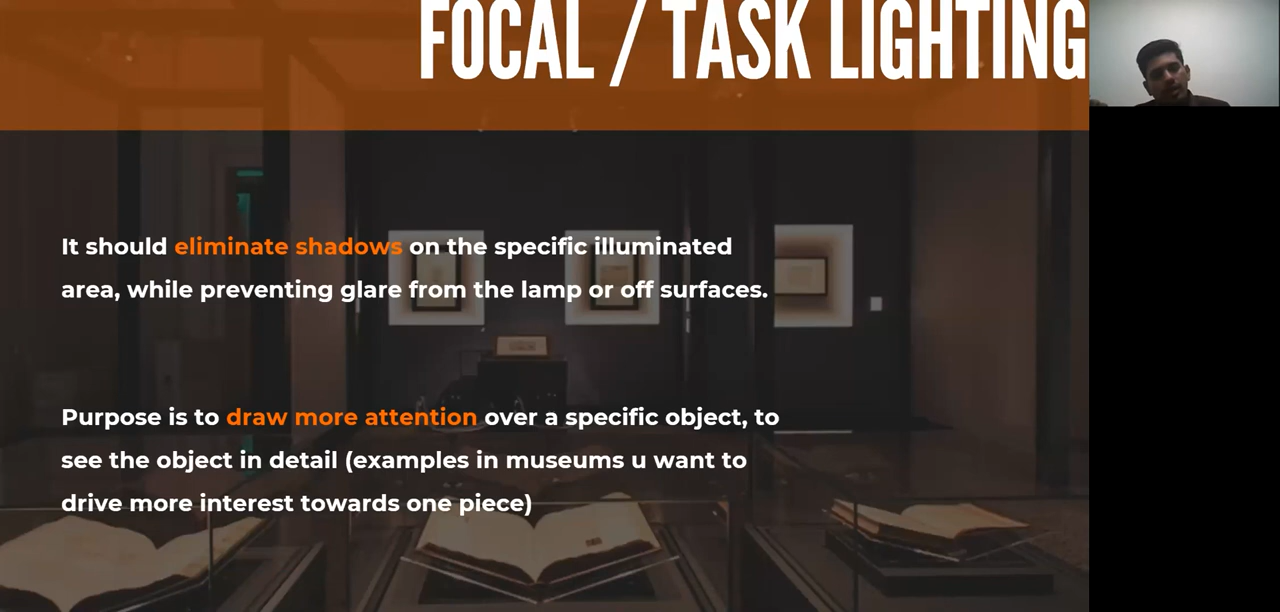 FOCAL / TASK LIGHTING
It should eliminate shadows on the specific illuminated
area, while preventing glare from the lamp or off surfaces.
Purpose is to draw more attention over a specific object, to
see the object in detail (examples in museums u want to
drive more interest towards one piece)